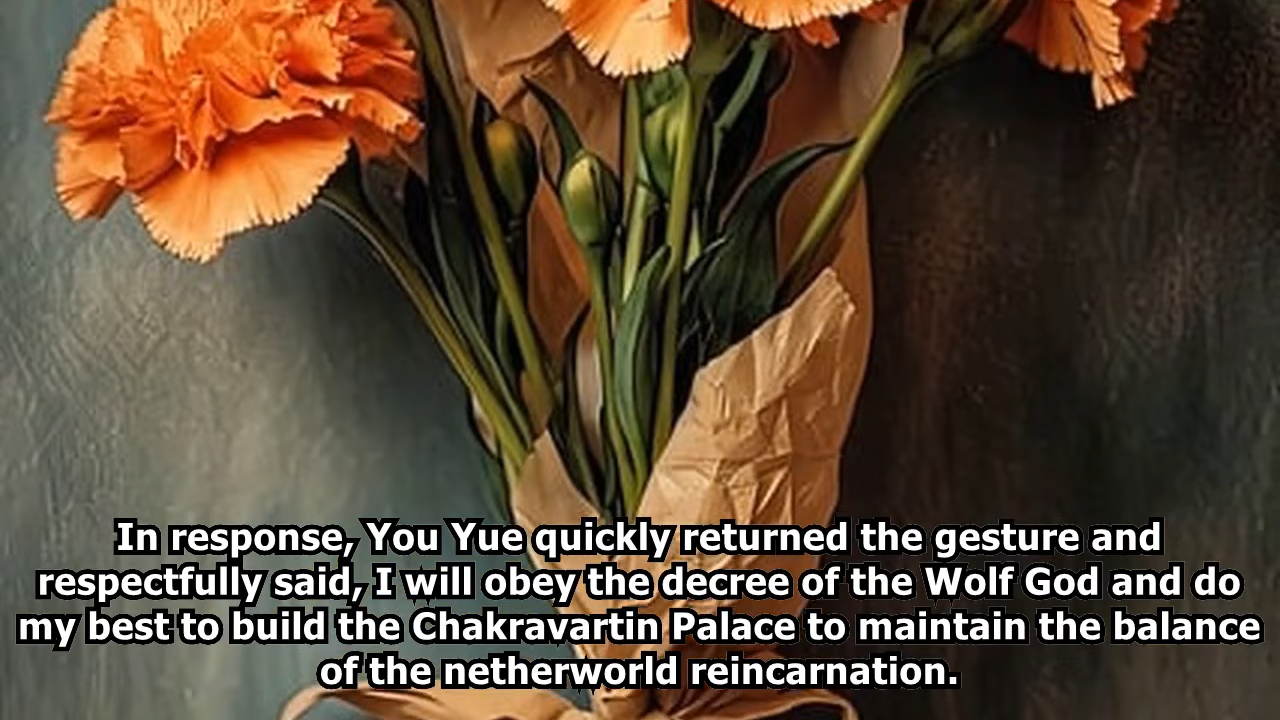 In response, You Yue quickly returned the gesture and
respectfully said, I will obey the decree of the Wolf God and do
my best to build the Chakravartin Palace to maintain the balance
of the netherworld reincarnation.